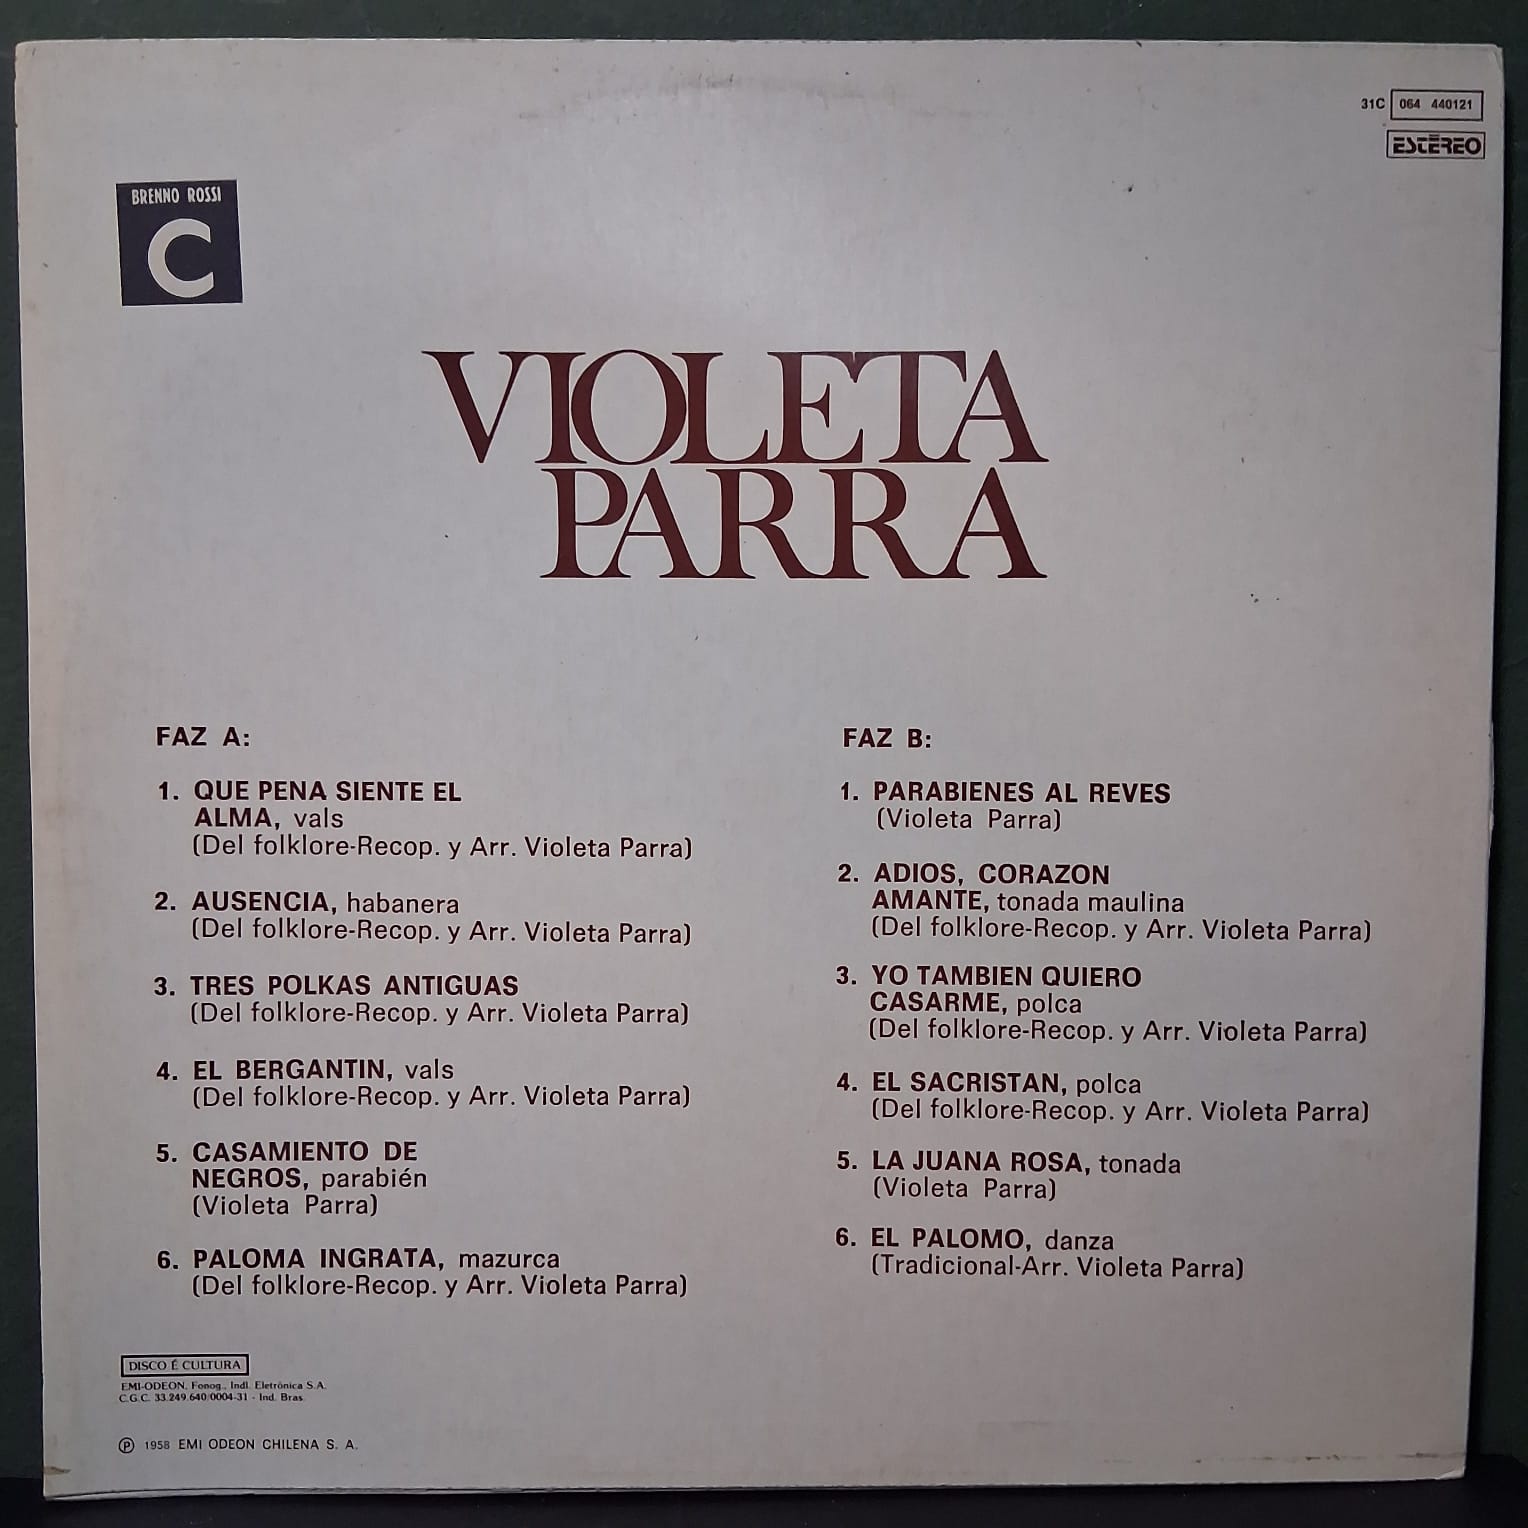 31C 064 440121
ESTÉREO
BRENNO ROSSI
C
VIOLETA
PARRA
FAZ A:
1. QUE PENA SIENTE EL
ALMA, vals
(Del folklore-Recop. y Arr. Violeta Parra)
2. AUSENCIA, habanera
(Del folklore-Recop. y Arr. Violeta Parra)
3. TRES POLKAS ANTIGUAS
(Del folklore-Recop. y Arr. Violeta Parra)
4. EL BERGANTIN, vals
(Del folklore-Recop. y Arr. Violeta Parra)
5. CASAMIENTO DE
NEGROS, parabién
(Violeta Parra)
6. PALOMA INGRATA, mazurca
(Del folklore-Recop. y Arr. Violeta Parra)
FAZ B:
1. PARABIENES AL REVES
(Violeta Parra)
2. ADIOS, CORAZON
AMANTE, tonada maulina
(Del folklore-Recop. y Arr. Violeta Parra)
3. YO TAMBIEN QUIERO
CASARME, polca
(Del folklore-Recop. y Arr. Violeta Parra)
4. EL SACRISTAN, polca
(Del folklore-Recop. y Arr. Violeta Parra)
5. LA JUANA ROSA, tonada
(Violeta Parra)
6. EL PALOMO, danza
(Tradicional-Arr. Violeta Parra)
DISCO É CULTURA
EMI-ODEON, Fonog., Indl. Eletrônica S.A.
C.G.C. 33.249.640/0004-31 - Ind. Bras.
℗ 1958 EMI ODEON CHILENA S. A.